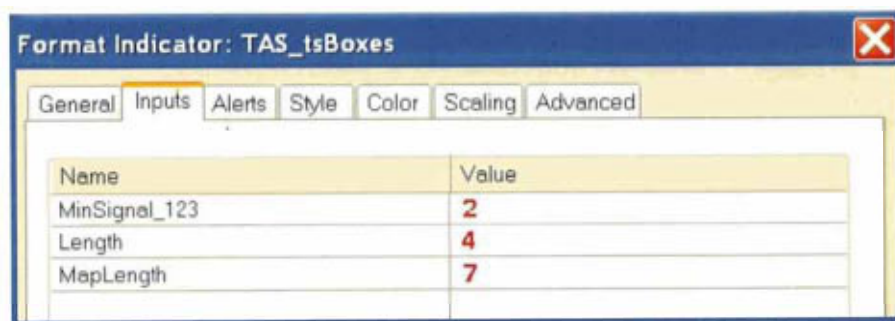 Format Indicator: TAS_tsBoxes
General Inputs Alerts Style Color Scaling Advanced
Name Value
MinSignal_123 2
Length 4
MapLength 7